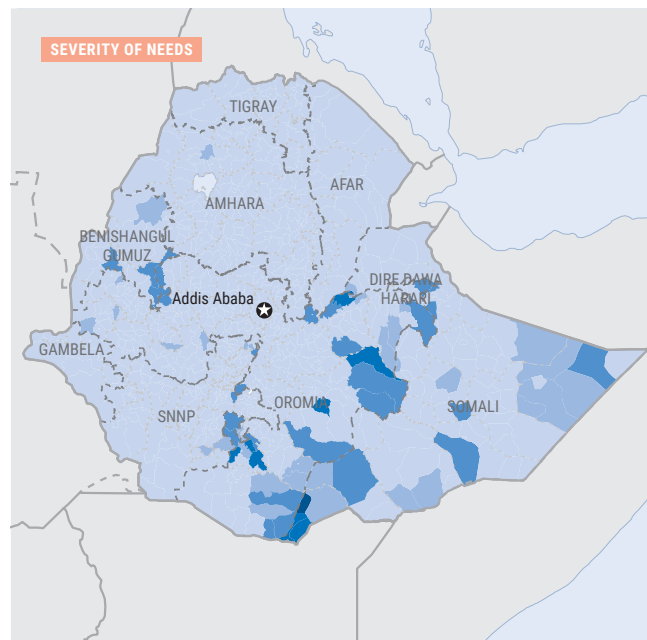 SEVERITY OF NEEDS
TIGRAY
AFAR
AMHARA
BENISHANGUL
GUMUZ
DIRE DAWA
HARARI
Addis Ababa
GAMBELA
SNNP
OROMIA
SOMALI